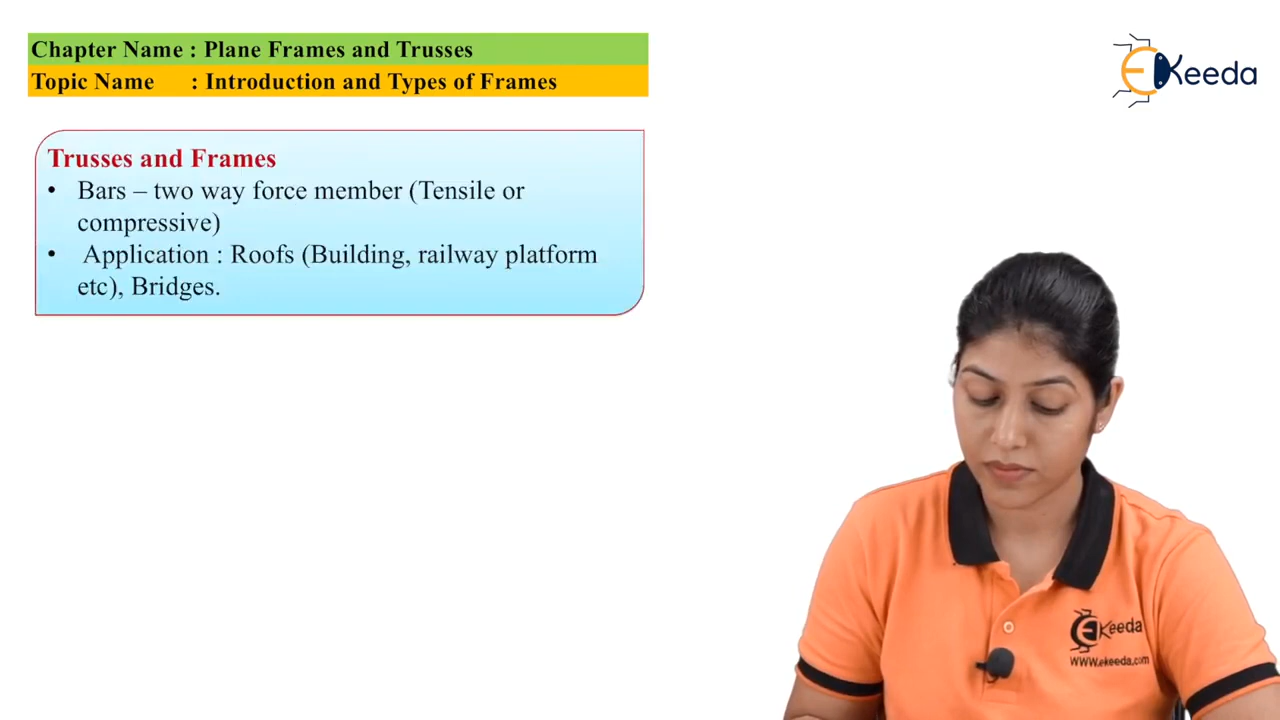 Chapter Name : Plane Frames and Trusses
Topic Name : Introduction and Types of Frames
EKeeda
Trusses and Frames
• Bars – two way force member (Tensile or
compressive)
• Application : Roofs (Building, railway platform
etc), Bridges.
EKeeda
WWW.ekeeda.com